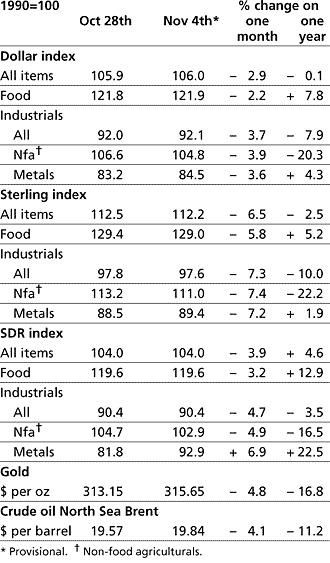 1990=100 Oct 28th Nov 4th* % change on
one month one year
Dollar index
All items 105.9 106.0 – 2.9 – 0.1
Food 121.8 121.9 – 2.2 + 7.8
Industrials
All 92.0 92.1 – 3.7 – 7.9
Nfa† 106.6 104.8 – 3.9 – 20.3
Metals 83.2 84.5 – 3.6 + 4.3
Sterling index
All items 112.5 112.2 – 6.5 – 2.5
Food 129.4 129.0 – 5.8 + 5.2
Industrials
All 97.8 97.6 – 7.3 – 10.0
Nfa† 113.2 111.0 – 7.4 – 22.2
Metals 88.5 89.4 – 7.2 + 1.9
SDR index
All items 104.0 104.0 – 3.9 + 4.6
Food 119.6 119.6 – 3.2 + 12.9
Industrials
All 90.4 90.4 – 4.7 – 3.5
Nfa† 104.7 102.9 – 4.9 – 16.5
Metals 81.8 92.9 + 6.9 + 22.5
Gold
$ per oz 313.15 315.65 – 4.8 – 16.8
Crude oil North Sea Brent
$ per barrel 19.57 19.84 – 4.1 – 11.2
* Provisional. † Non-food agriculturals.